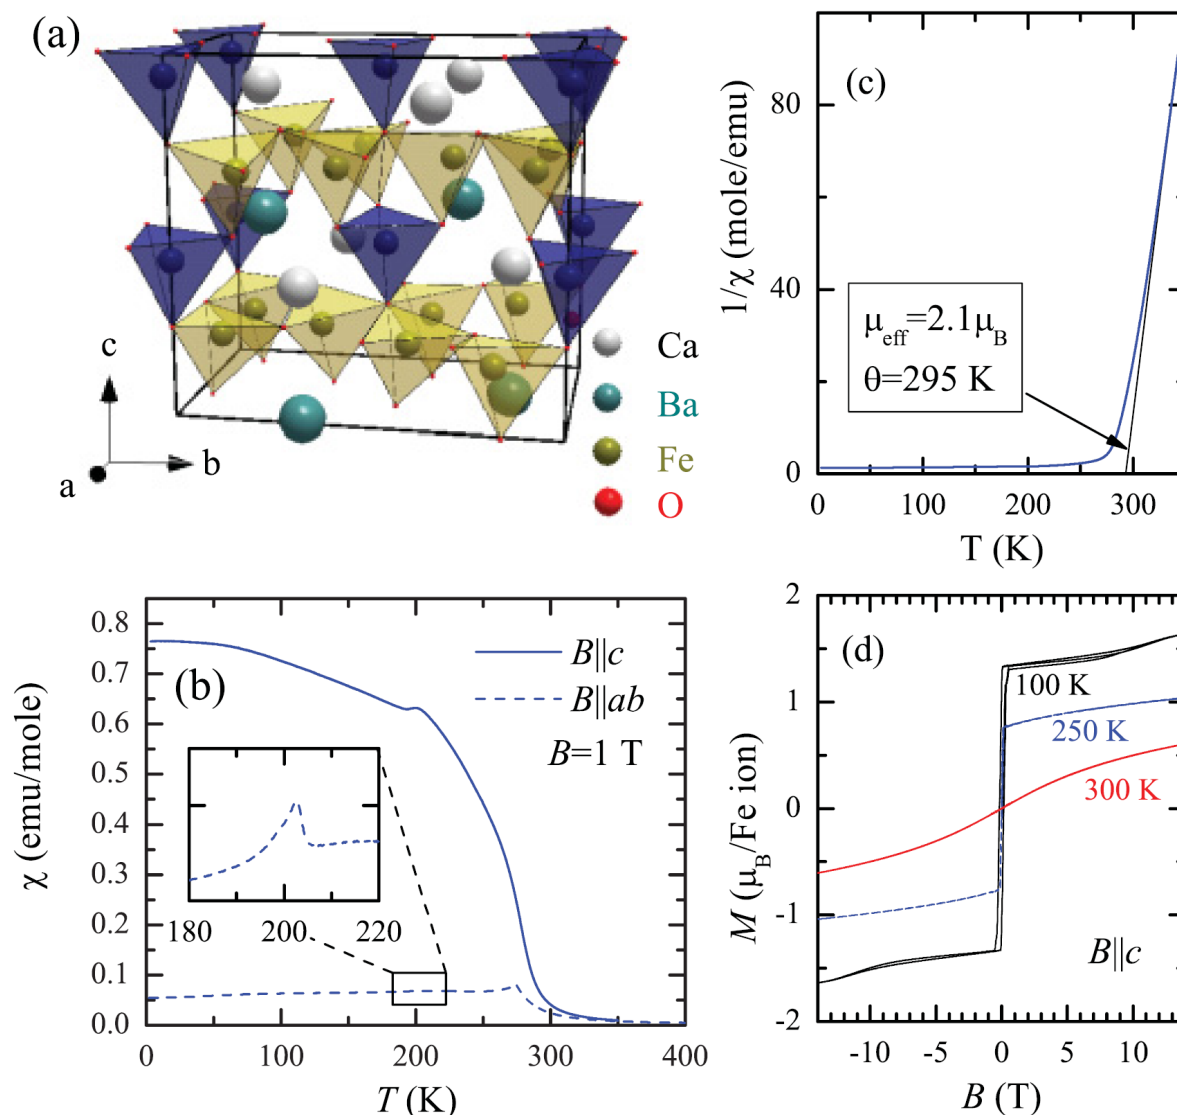 (a)
c
b
a
Ca
Ba
Fe
O
(c)
1/χ (mole/emu)
80
40
0
μeff=2.1μB
θ=295 K
0
100
200
300
T (K)
(b)
χ (emu/mole)
0.8
0.7
0.6
0.5
0.4
0.3
0.2
0.1
0.0
B||c
B||ab
B=1 T
180
200
220
0
100
200
300
400
T (K)
(d)
M (μB/Fe ion)
2
1
0
-1
-2
100 K
250 K
300 K
B||c
-10
-5
0
5
10
B (T)